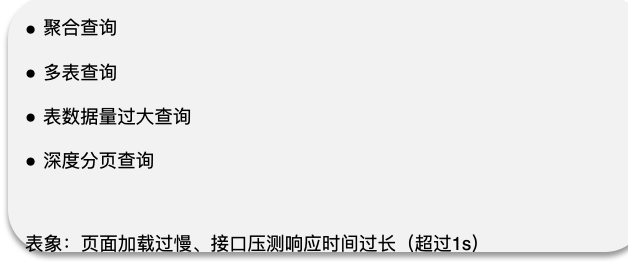 ● 聚合查询
● 多表查询
● 表数据量过大查询
● 深度分页查询
表象：页面加载过慢、接口压测响应时间过长（超过1s）